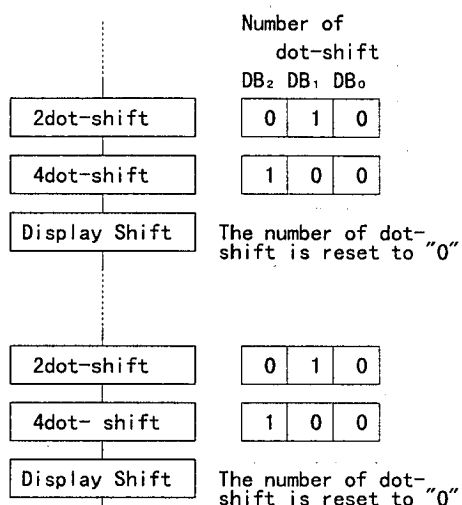 Number of
dot-shift
DB₂ DB₁ DB₀
2dot-shift 0 1 0
4dot-shift 1 0 0
Display Shift The number of dot-
shift is reset to "0"
2dot-shift 0 1 0
4dot- shift 1 0 0
Display Shift The number of dot-
shift is reset to "0"